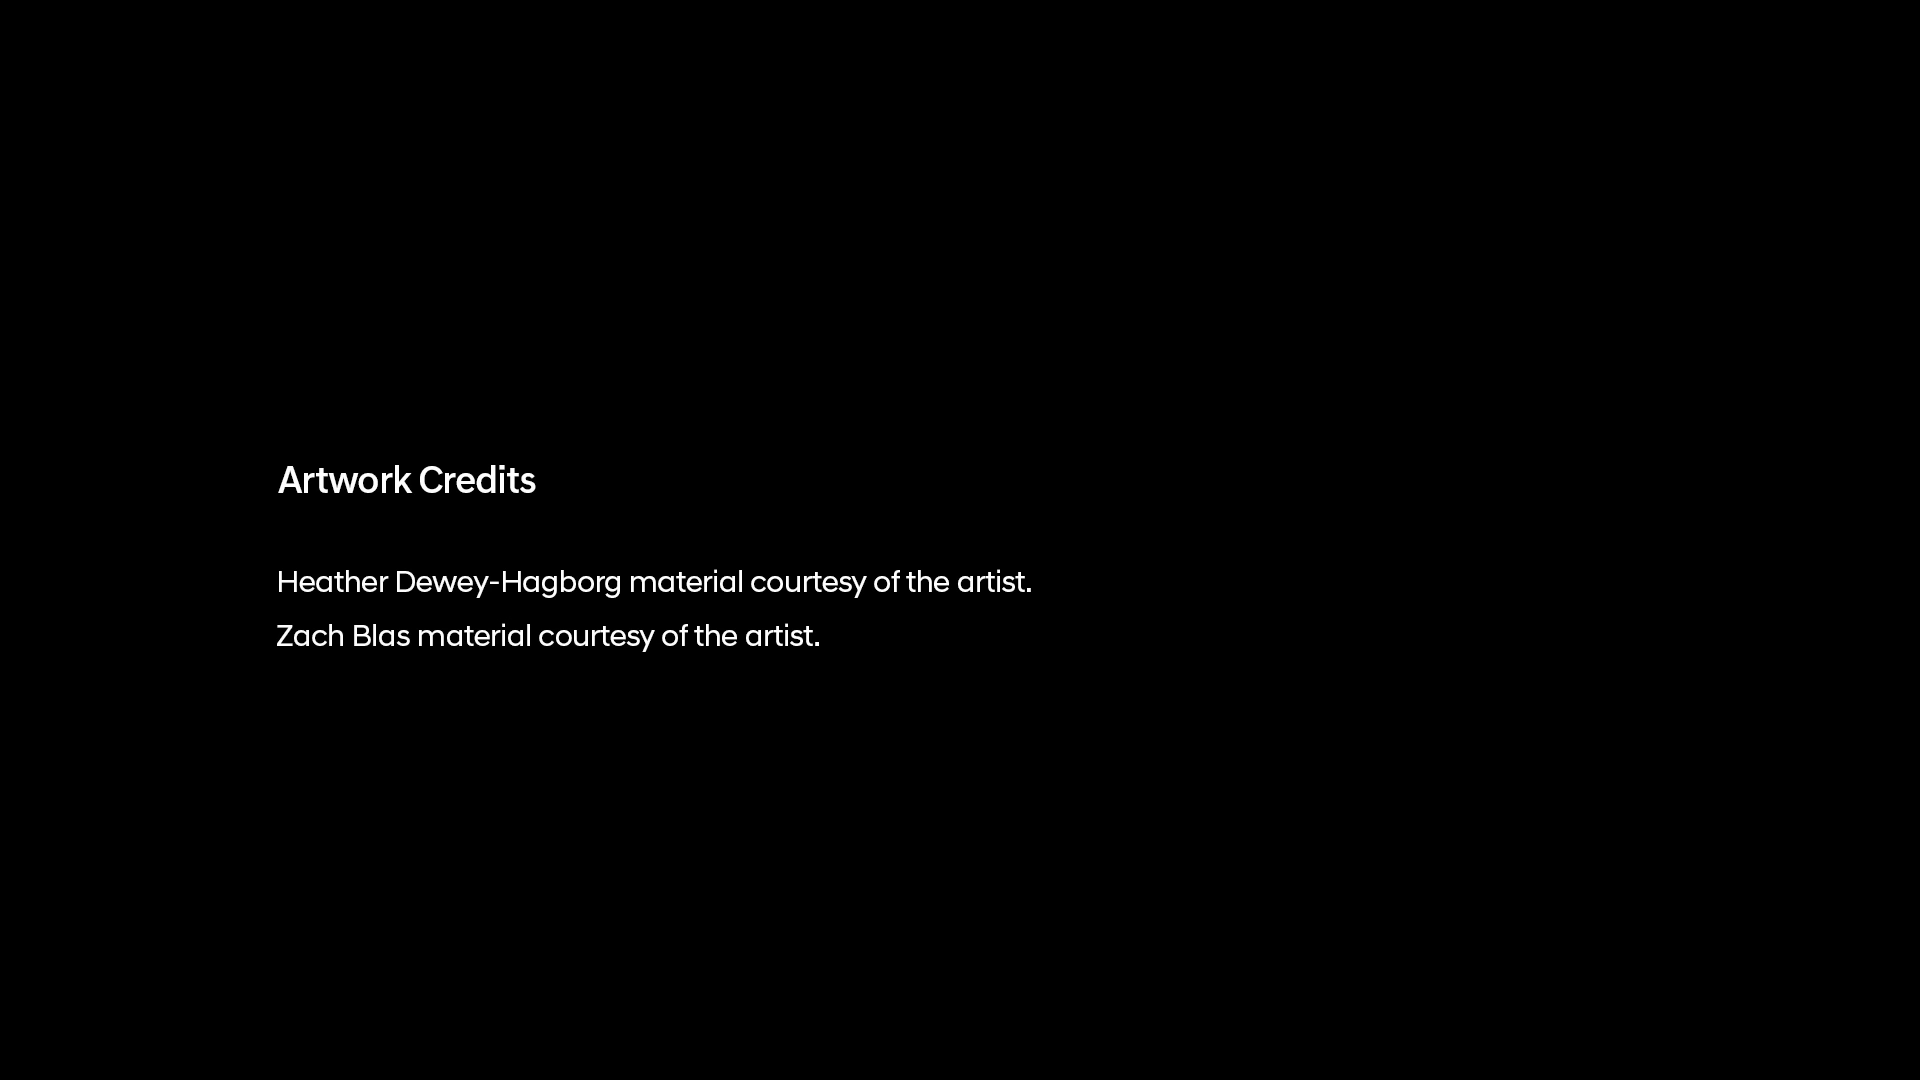 Artwork Credits
Heather Dewey-Hagborg material courtesy of the artist.
Zach Blas material courtesy of the artist.